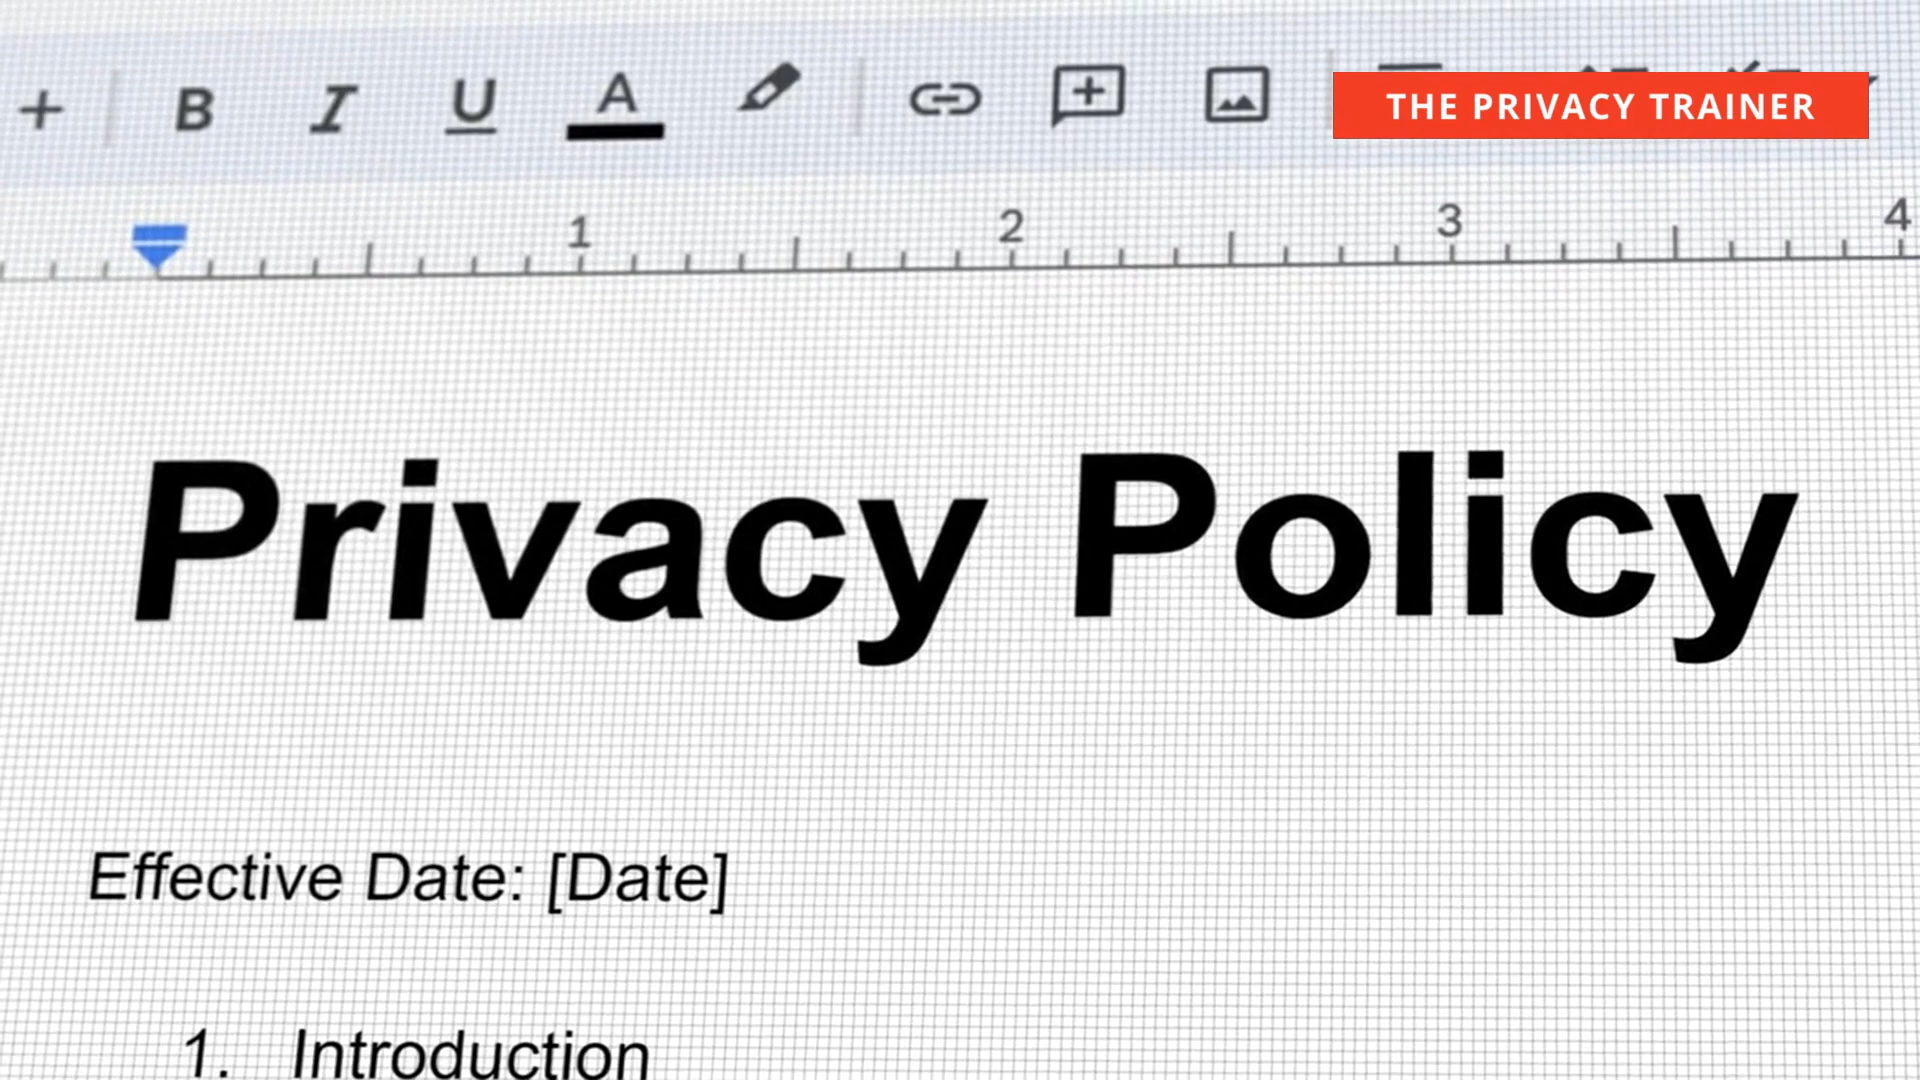 B I U A
THE PRIVACY TRAINER
1 2 3 4
Privacy Policy
Effective Date: [Date]
1. Introduction